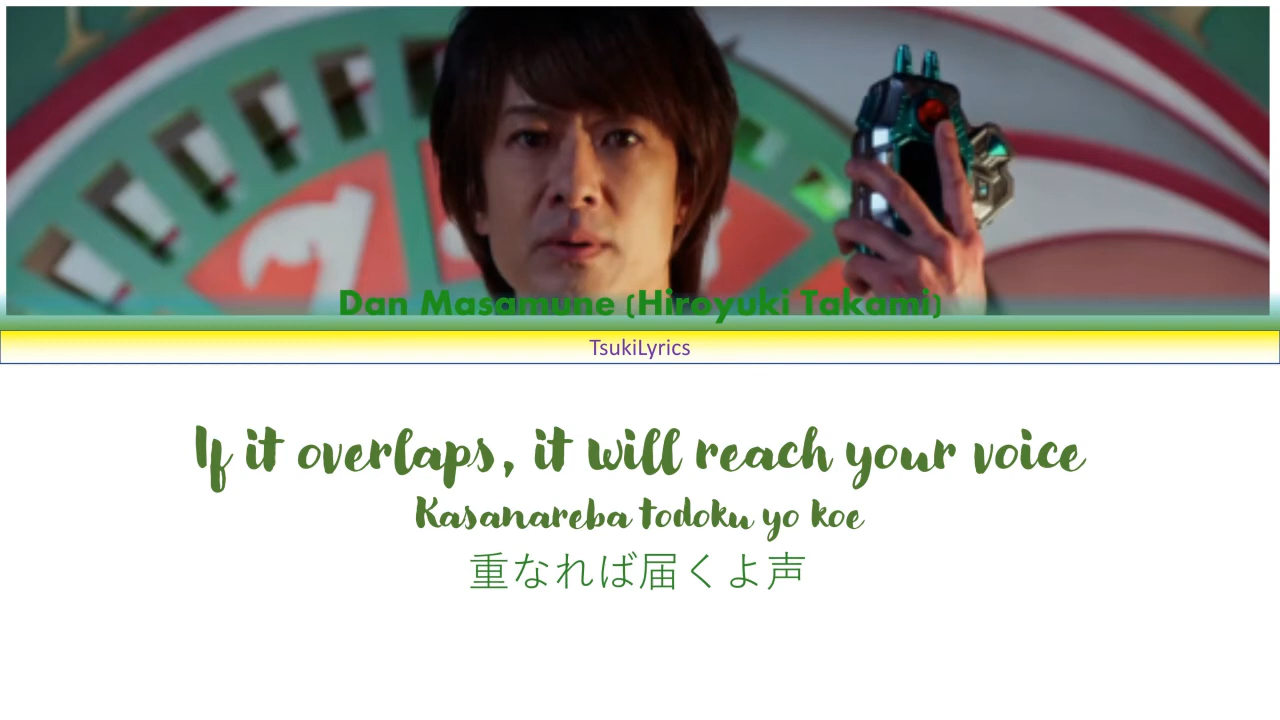 Dan Masamune (Hiroyuki Takami)
TsukiLyrics
If it overlaps, it will reach your voice
Kasanareba todoku yo koe
重なれば届くよ声